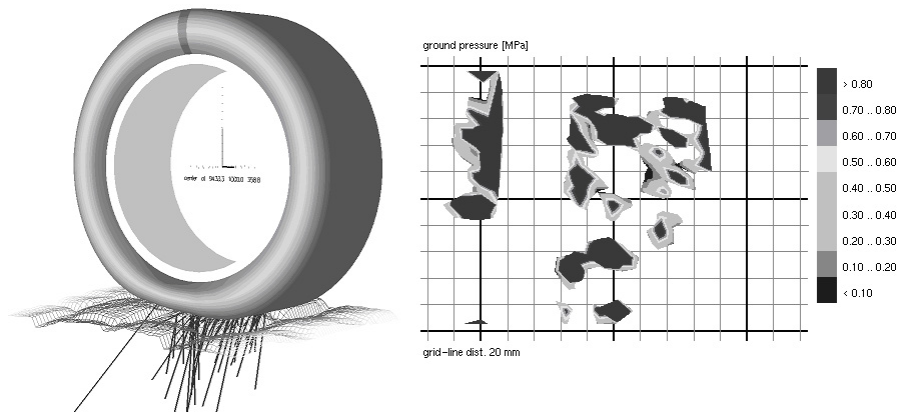 ground pressure [MPa]
> 0.80
0.70 .. 0.80
0.60 .. 0.70
0.50 .. 0.60
0.40 .. 0.50
0.30 .. 0.40
0.20 .. 0.30
0.10 .. 0.20
< 0.10
center at
grid-line dist. 20 mm